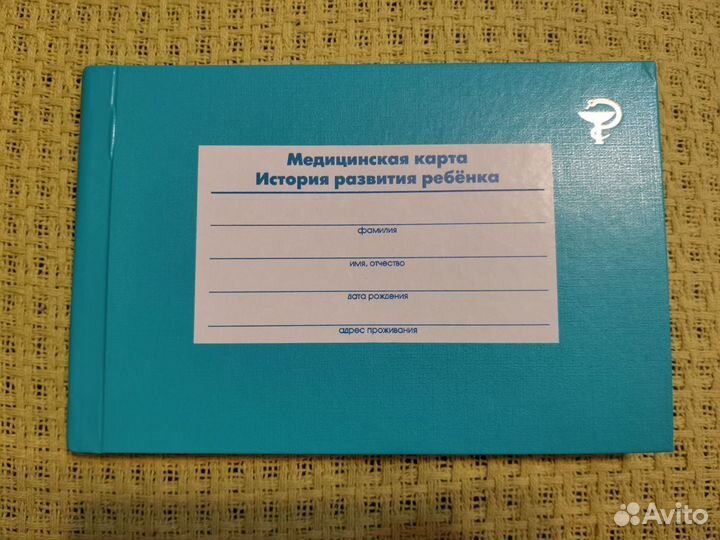 Медицинская карта
История развития ребёнка
фамилия
имя, отчество
дата рождения
адрес проживания
Avito